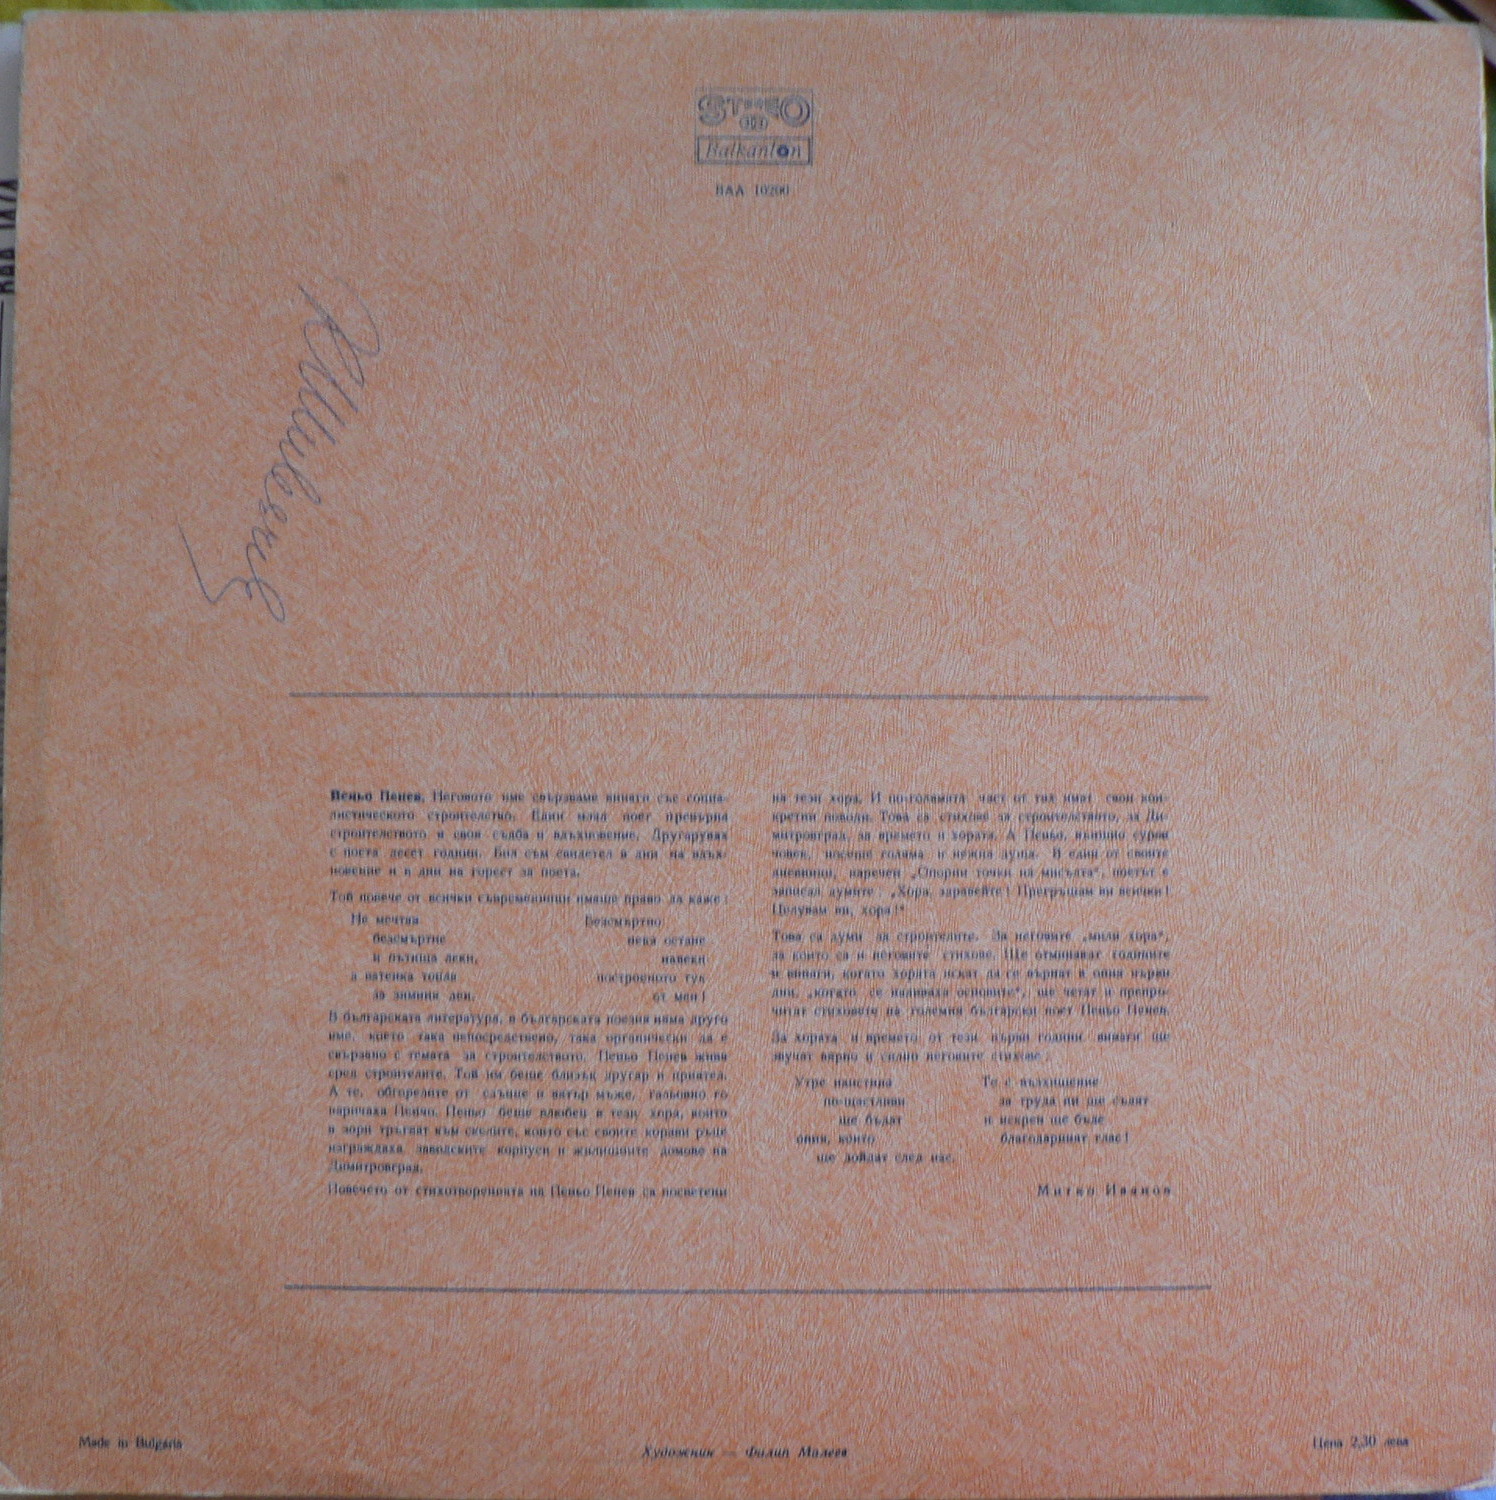 STEREO
Balkanton
ВАА 10200
Пеньо Пенев. Неговото име свързваме винаги със социа-
листическото строителство. Един млад поет превърна
строителството в своя съдба и вдъхновение. Другарувах
с поета десет години. Бил съм свидетел в дни на вдъх-
новение и в дни на горест за поета.
Той повече от всички съвременници имаше право да каже:
Не мечтая
безсмъртие
и пътища леки,
а ватенка топла
за зимния ден.
Безсмъртно
нека остане
навеки
построеното тук
от мен!
В българската литература, в българската поезия няма друго
име, което така непосредствено, така органически да е
свързано с темата за строителството. Пеньо Пенев живя
сред строителите. Той им беше близък другар и приятел.
А те, обгорелите от слънце и вятър мъже, гальовно го
наричаха Пенчо. Пеньо беше влюбен в тези хора, които
в зори тръгват към скелите, които със своите корави ръце
изграждаха заводските корпуси и жилищните домове на
Димитровград.
Повечето от стихотворенията на Пеньо Пенев са посветени
на тези хора. И по-голямата част от тях имат свои кон-
кретни поводи. Това са стихове за строителството, за Ди-
митровград, за времето и хората. А Пеньо, външно суров
човек, носеше голяма и нежна душа. В един от своите
дневници, наречен „Опорни точки на мисълта“, поетът е
записал думите: „Хора, здравейте! Прегръщам ви всички!
Целувам ви, хора!“
Това са думи за строителите. За неговите „мили хора“,
за които са и неговите стихове. Ще отминават годините
и винаги, когато хората искат да се върнат в ония първи
дни, „когато се наливаха основите“, ще четат и препро-
читат стиховете на големия български поет Пеньо Пенев.
За хората и времето от тези първи години винаги ще
звучат вярно и силно неговите стихове:
Утре наистина
по-щастливи
ще бъдат
ония, които
ще дойдат след нас.
Те с възхищение
за труда ни ще съдят
и искрен ще бъде
благодарният глас!
Митко Иванов
Made in Bulgaria
Художник — Филип Малеев
Цена 2,30 лева